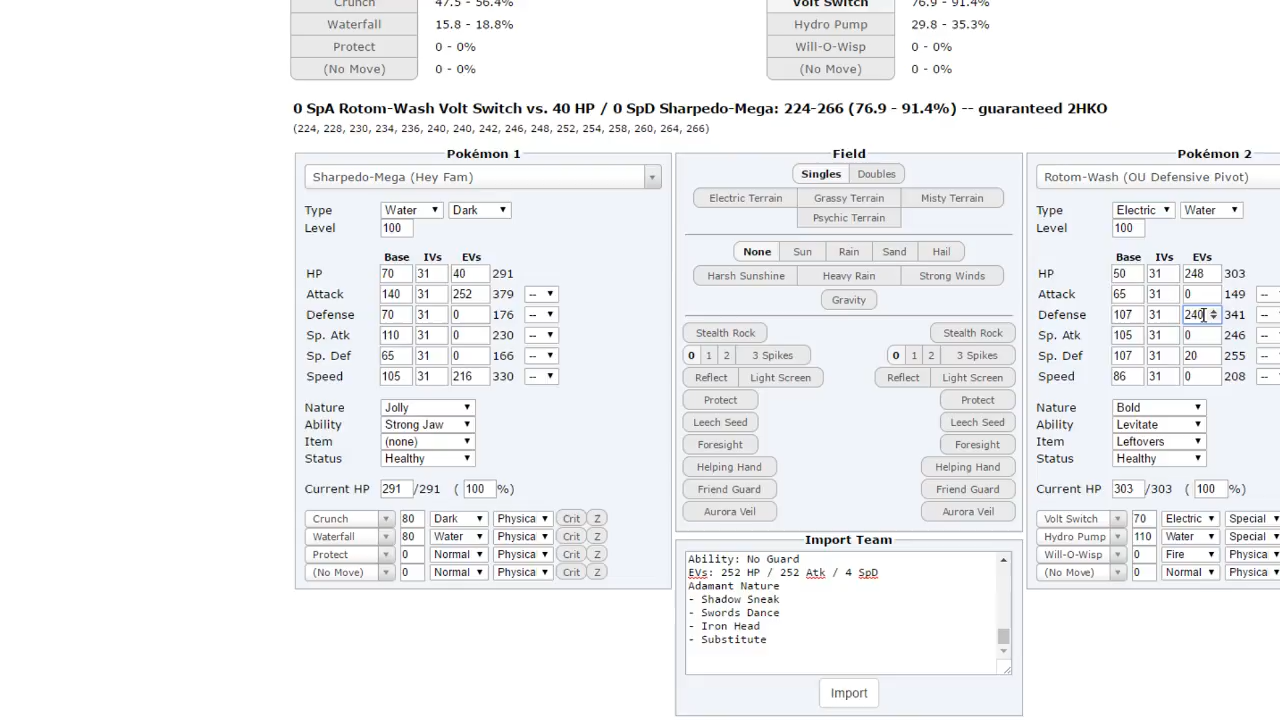 Crunch 47.5 - 56.4%
Waterfall 15.8 - 18.8%
Protect 0 - 0%
(No Move) 0 - 0%
Volt Switch 76.9 - 91.4%
Hydro Pump 29.8 - 35.3%
Will-O-Wisp 0 - 0%
(No Move) 0 - 0%
0 SpA Rotom-Wash Volt Switch vs. 40 HP / 0 SpD Sharpedo-Mega: 224-266 (76.9 - 91.4%) -- guaranteed 2HKO
(224, 228, 230, 234, 236, 240, 240, 242, 246, 248, 252, 254, 258, 260, 264, 266)
Pokémon 1
Sharpedo-Mega (Hey Fam)
Type Water Dark
Level 100
Base IVs EVs
HP 70 31 40 291
Attack 140 31 252 379 --
Defense 70 31 0 176 --
Sp. Atk 110 31 0 230 --
Sp. Def 65 31 0 166 --
Speed 105 31 216 330 --
Nature Jolly
Ability Strong Jaw
Item (none)
Status Healthy
Current HP 291 /291 ( 100 %)
Crunch 80 Dark Physica Crit Z
Waterfall 80 Water Physica Crit Z
Protect 0 Normal Physica Crit Z
(No Move) 0 Normal Physica Crit Z
Field
Singles Doubles
Electric Terrain Grassy Terrain Misty Terrain
Psychic Terrain
None Sun Rain Sand Hail
Harsh Sunshine Heavy Rain Strong Winds
Gravity
Stealth Rock Stealth Rock
0 1 2 3 Spikes 0 1 2 3 Spikes
Reflect Light Screen Reflect Light Screen
Protect Protect
Leech Seed Leech Seed
Foresight Foresight
Helping Hand Helping Hand
Friend Guard Friend Guard
Aurora Veil Aurora Veil
Import Team
Ability: No Guard
EVs: 252 HP / 252 Atk / 4 SpD
Adamant Nature
- Shadow Sneak
- Swords Dance
- Iron Head
- Substitute
Import
Pokémon 2
Rotom-Wash (OU Defensive Pivot)
Type Electric Water
Level 100
Base IVs EVs
HP 50 31 248 303
Attack 65 31 0 149 --
Defense 107 31 240 341 --
Sp. Atk 105 31 0 246 --
Sp. Def 107 31 20 255 --
Speed 86 31 0 208 --
Nature Bold
Ability Levitate
Item Leftovers
Status Healthy
Current HP 303 /303 ( 100 %)
Volt Switch 70 Electric Special
Hydro Pump 110 Water Special
Will-O-Wisp 0 Fire Physica
(No Move) 0 Normal Physica